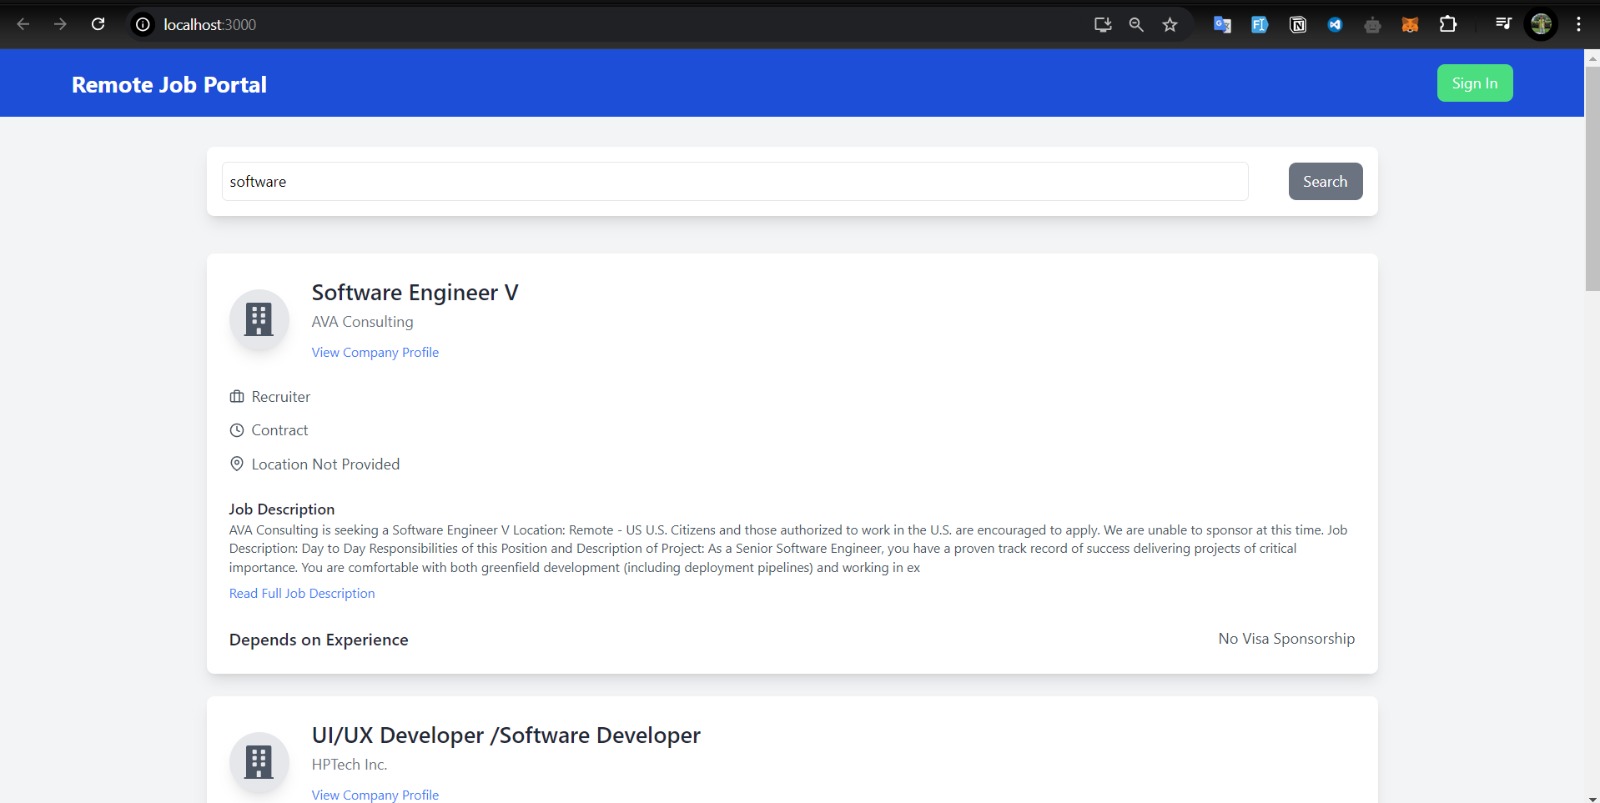 localhost:3000
Remote Job Portal
Sign In
software
Search
Software Engineer V
AVA Consulting
View Company Profile
Recruiter
Contract
Location Not Provided
Job Description
AVA Consulting is seeking a Software Engineer V Location: Remote - US U.S. Citizens and those authorized to work in the U.S. are encouraged to apply. We are unable to sponsor at this time. Job
Description: Day to Day Responsibilities of this Position and Description of Project: As a Senior Software Engineer, you have a proven track record of success delivering projects of critical
importance. You are comfortable with both greenfield development (including deployment pipelines) and working in ex
Read Full Job Description
Depends on Experience
No Visa Sponsorship
UI/UX Developer /Software Developer
HPTech Inc.
View Company Profile